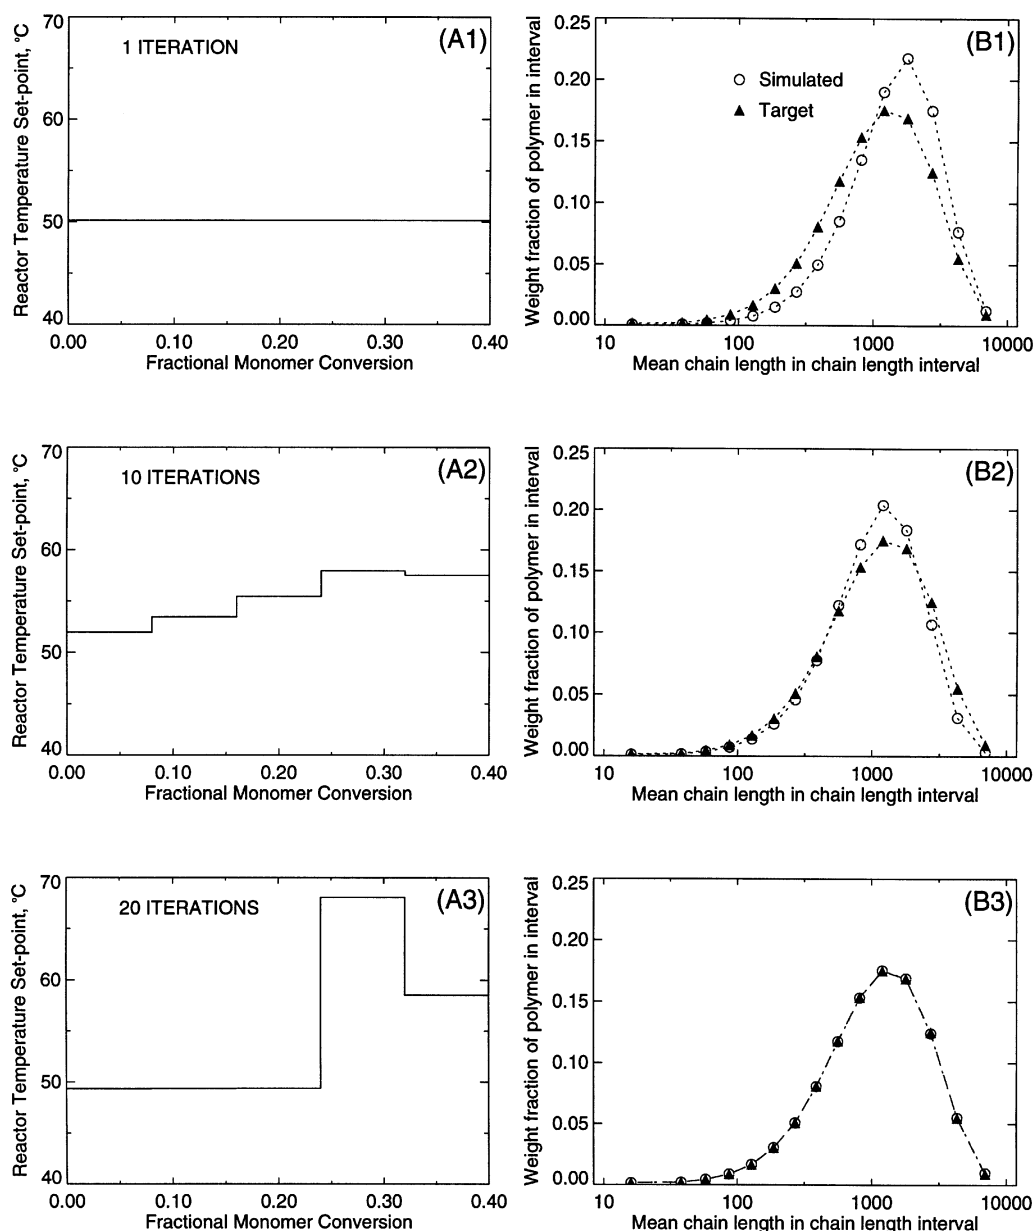 (A1)
1 ITERATION
Reactor Temperature Set-point, °C
70
60
50
40
0.00 0.10 0.20 0.30 0.40
Fractional Monomer Conversion
(B1)
Simulated
Target
Weight fraction of polymer in interval
0.25
0.20
0.15
0.10
0.05
0.00
10 100 1000 10000
Mean chain length in chain length interval
(A2)
10 ITERATIONS
Reactor Temperature Set-point, °C
70
60
50
40
0.00 0.10 0.20 0.30 0.40
Fractional Monomer Conversion
(B2)
Weight fraction of polymer in interval
0.25
0.20
0.15
0.10
0.05
0.00
10 100 1000 10000
Mean chain length in chain length interval
(A3)
20 ITERATIONS
Reactor Temperature Set-point, °C
70
60
50
40
0.00 0.10 0.20 0.30 0.40
Fractional Monomer Conversion
(B3)
Weight fraction of polymer in interval
0.25
0.20
0.15
0.10
0.05
0.00
10 100 1000 10000
Mean chain length in chain length interval